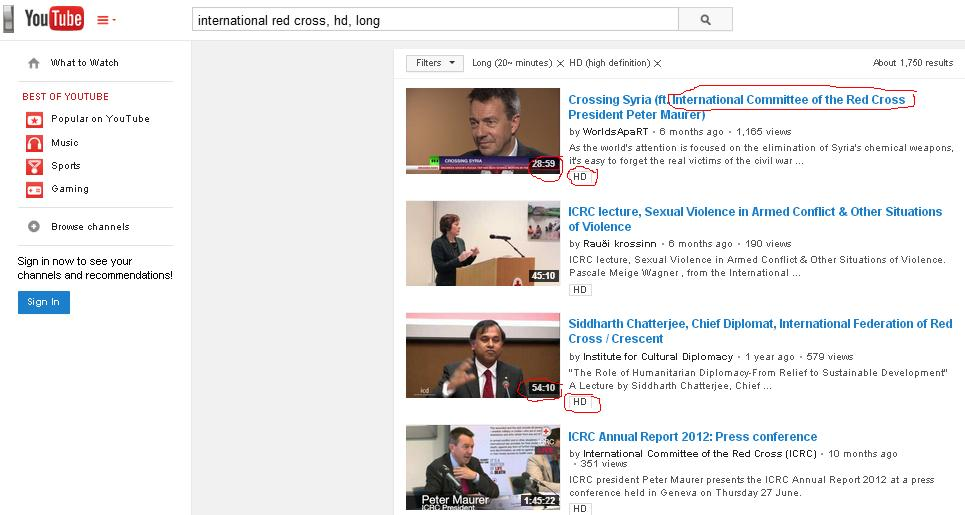 YouTube
international red cross, hd, long
What to Watch
BEST OF YOUTUBE
Popular on YouTube
Music
Sports
Gaming
Browse channels
Sign in now to see your
channels and recommendations!
Sign In
Filters Long (20~ minutes) X HD (high definition) X About 1,750 results
CROSSING SYRIA
28:59
Crossing Syria (ft. International Committee of the Red Cross
President Peter Maurer)
by WorldsApaRT · 6 months ago · 1,165 views
As the world's attention is focused on the elimination of Syria's chemical weapons,
it's easy to forget the real victims of the civil war ...
HD
45:10
ICRC lecture, Sexual Violence in Armed Conflict & Other Situations
of Violence
by Rauði krossinn · 6 months ago · 190 views
ICRC lecture, Sexual Violence in Armed Conflict & Other Situations of Violence.
Pascale Meige Wagner , from the International ...
HD
icd
54:10
Siddharth Chatterjee, Chief Diplomat, International Federation of Red
Cross / Crescent
by Institute for Cultural Diplomacy · 1 year ago · 579 views
"The Role of Humanitarian Diplomacy-From Relief to Sustainable Development"
A Lecture by Siddharth Chatterjee, Chief ...
HD
Peter Maurer
ICRC President
1:45:22
ICRC Annual Report 2012: Press conference
by International Committee of the Red Cross (ICRC) · 10 months ago
· 351 views
ICRC president Peter Maurer presents the ICRC Annual Report 2012 at a press
conference held in Geneva on Thursday 27 June.
HD